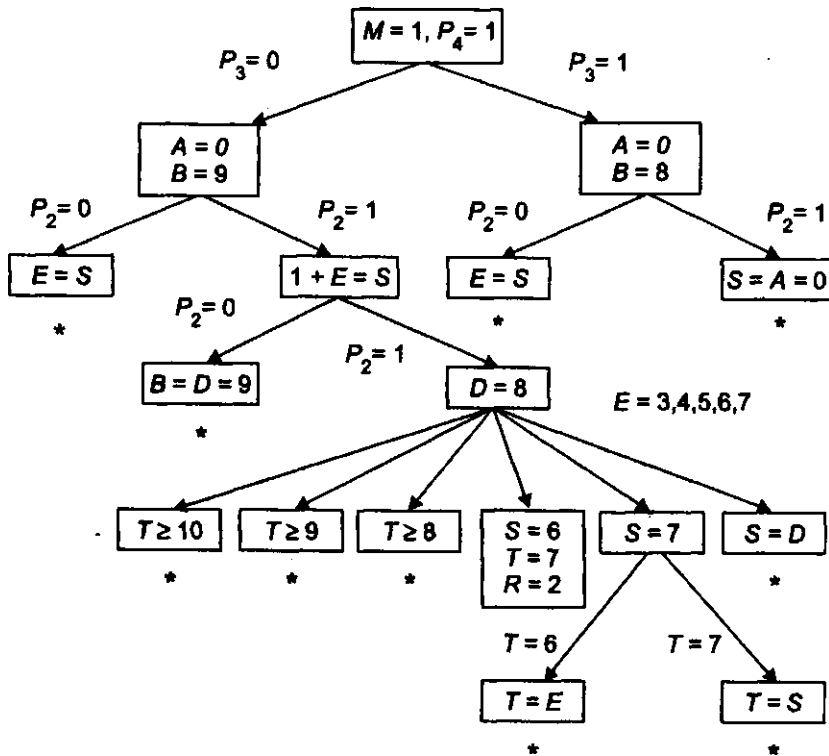 M = 1, P₄ = 1
P₃ = 0
P₃ = 1
A = 0
B = 9
A = 0
B = 8
P₂ = 0
P₂ = 1
P₂ = 0
P₂ = 1
E = S
1 + E = S
E = S
S = A = 0
*
*
*
P₂ = 0
P₂ = 1
B = D = 9
D = 8
E = 3,4,5,6,7
*
T ≥ 10
T ≥ 9
T ≥ 8
S = 6
T = 7
R = 2
S = 7
S = D
*
*
*
*
T = 6
T = 7
T = E
T = S
*
*